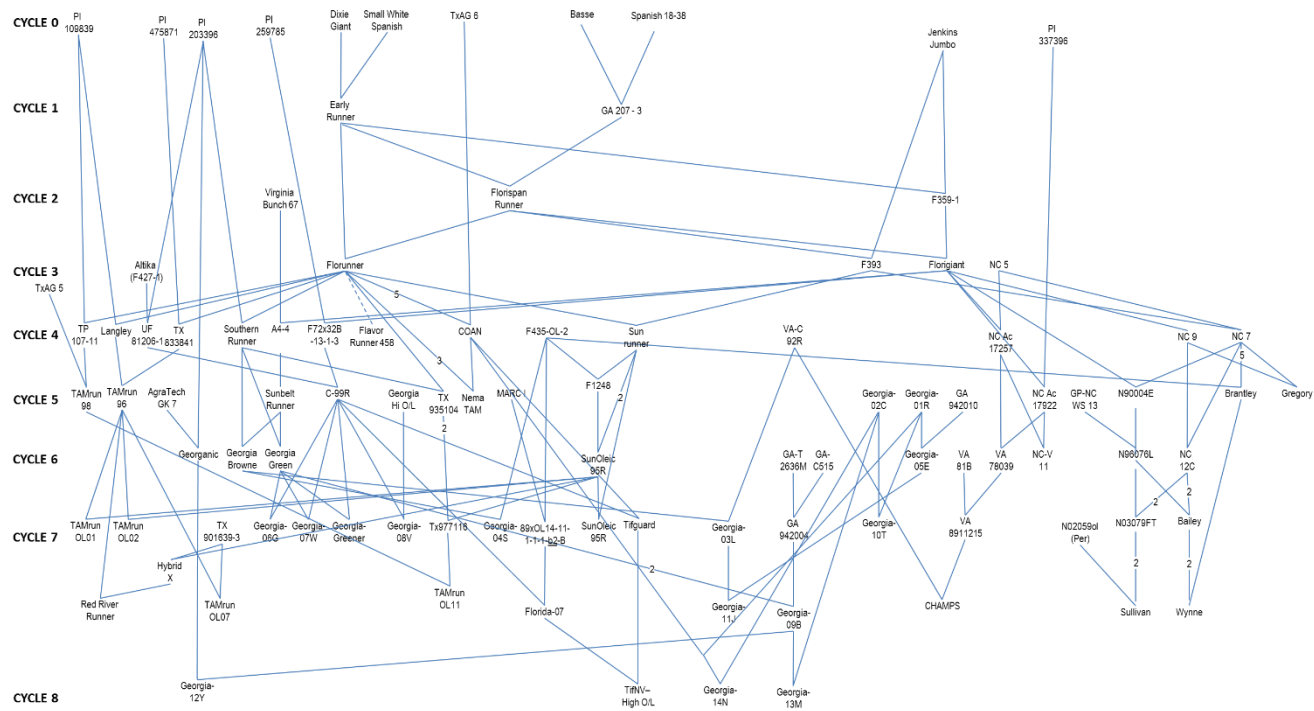 CYCLE 0
PI
109839
PI
475871
PI
203396
PI
259785
Dixie
Giant
Small White
Spanish
TxAG 6
Basse
Spanish 18-38
Jenkins
Jumbo
PI
337396
CYCLE 1
Early
Runner
GA 207 - 3
CYCLE 2
Virginia
Bunch 67
Florispan
Runner
F359-1
CYCLE 3
TxAG 5
Altika
(F427-1)
Florunner
5
F393
Florigiant
NC 5
CYCLE 4
TP
107-11
Langley
UF
81206-1
TX
833841
Southern
Runner
A4-4
F72x32B
-13-1-3
Flavor
Runner 458
3
COAN
F435-OL-2
Sun
runner
VA-C
92R
NC Ac
17257
NC 9
NC 7
5
CYCLE 5
TAMrun
98
TAMrun
96
AgraTech
GK 7
Sunbelt
Runner
C-99R
Georgia
Hi O/L
TX
935104
2
Nema
TAM
MARC I
F1248
2
Georgia-
02C
Georgia-
01R
GA
942010
NC Ac
17922
GP-NC
WS 13
N90004E
Brantley
Gregory
CYCLE 6
Georganic
Georgia
Browne
Georgia
Green
SunOleic
95R
GA-T
2636M
GA-
C515
Georgia-
05E
VA
81B
VA
78039
NC-V
11
N96076L
NC
12C
2
2
CYCLE 7
TAMrun
OL01
TAMrun
OL02
TX
901639-3
Georgia-
06G
Georgia-
07W
Georgia-
Greener
Georgia-
08V
Tx977116
Georgia-
04S
89xOL14-11-
1-1-1-b2-B
SunOleic
95R
Tifguard
Georgia-
03L
GA
942004
Georgia-
10T
VA
8911215
N02059ol
(Per)
N03079FT
Bailey
Hybrid
X
2
2
2
Red River
Runner
TAMrun
OL07
TAMrun
OL11
Florida-07
Georgia-
11J
Georgia-
09B
CHAMPS
Sullivan
Wynne
CYCLE 8
Georgia-
12Y
TifNV–
High O/L
Georgia-
14N
Georgia-
13M